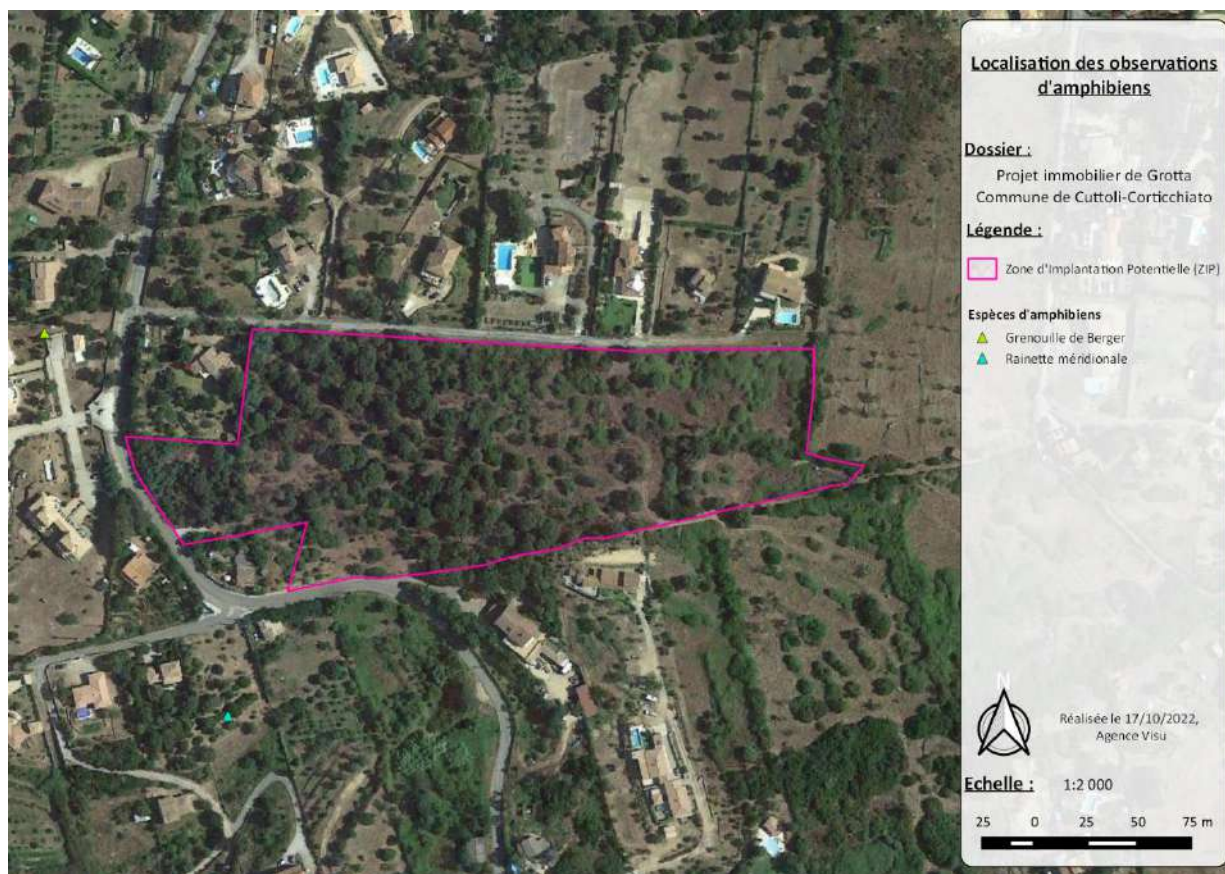 Localisation des observations
d'amphibiens
Dossier :
Projet immobilier de Grotta
Commune de Cuttoli-Corticchiato
Légende :
Zone d'Implantation Potentielle (ZIP)
Espèces d'amphibiens
Grenouille de Berger
Rainette méridionale
N
Réalisée le 17/10/2022,
Agence Visu
Echelle : 1:2 000
25 0 25 50 75 m